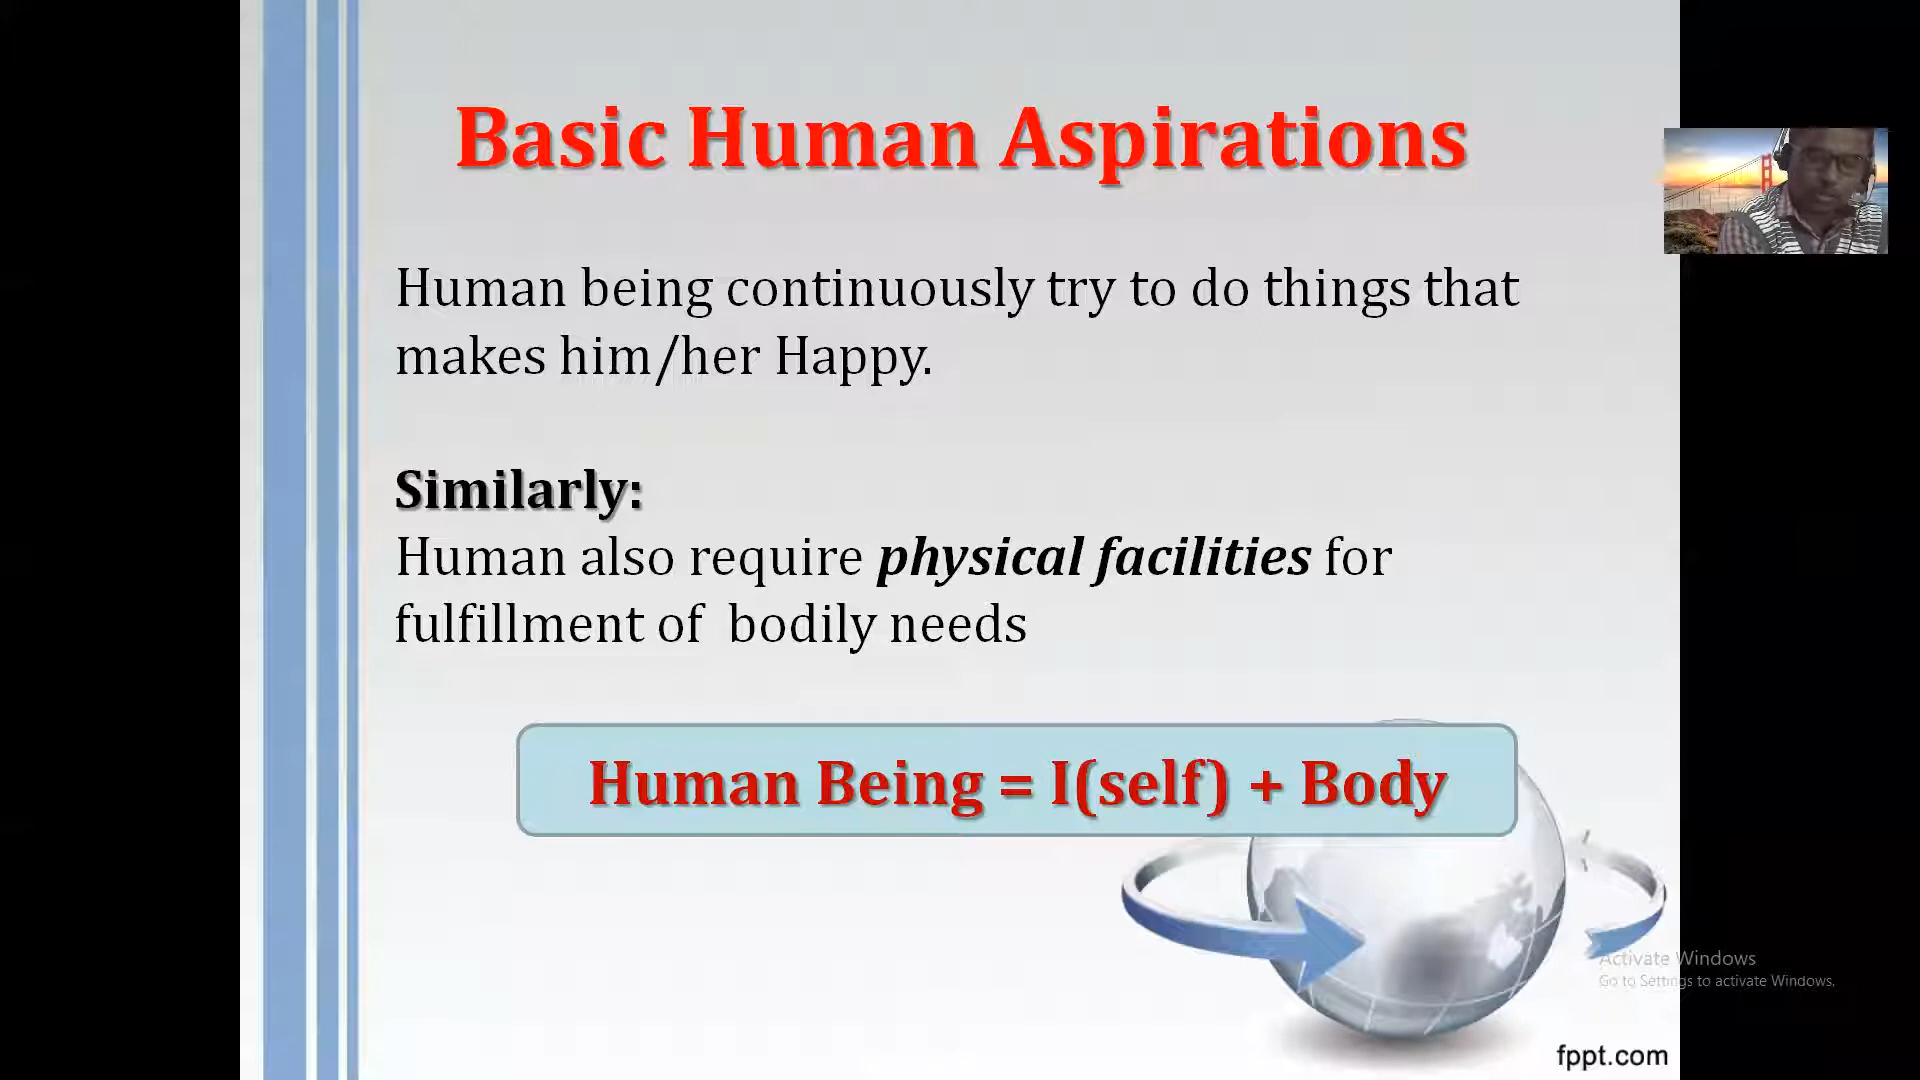 Basic Human Aspirations
Human being continuously try to do things that
makes him/her Happy.
Similarly:
Human also require physical facilities for
fulfillment of  bodily needs
Human Being = I(self) + Body
Activate Windows
Go to Settings to activate Windows.
fppt.com